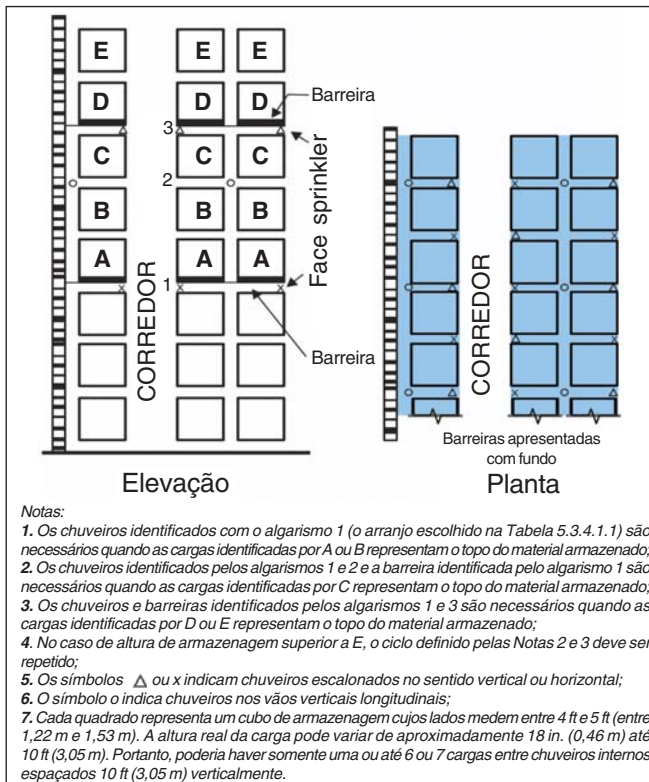 E E E
D D D Barreira
3
C C C
2
B B B
A A A
Face sprinkler
1
CORREDOR
Barreira
CORREDOR
Barreiras apresentadas
com fundo
Elevação Planta
Notas:
1. Os chuveiros identificados com o algarismo 1 (o arranjo escolhido na Tabela 5.3.4.1.1) são
necessários quando as cargas identificadas por A ou B representam o topo do material armazenado;
2. Os chuveiros identificados pelos algarismos 1 e 2 e a barreira identificada pelo algarismo 1 são
necessários quando as cargas identificadas por C representam o topo do material armazenado;
3. Os chuveiros e barreiras identificados pelos algarismos 1 e 3 são necessários quando as
cargas identificadas por D ou E representam o topo do material armazenado;
4. No caso de altura de armazenagem superior a E, o ciclo definido pelas Notas 2 e 3 deve ser
repetido;
5. Os símbolos △ ou x indicam chuveiros escalonados no sentido vertical ou horizontal;
6. O símbolo o indica chuveiros nos vãos verticais longitudinais;
7. Cada quadrado representa um cubo de armazenagem cujos lados medem entre 4 ft e 5 ft (entre
1,22 m e 1,53 m). A altura real da carga pode variar de aproximadamente 18 in. (0,46 m) até
10 ft (3,05 m). Portanto, poderia haver somente uma ou até 6 ou 7 cargas entre chuveiros internos
espaçados 10 ft (3,05 m) verticalmente.